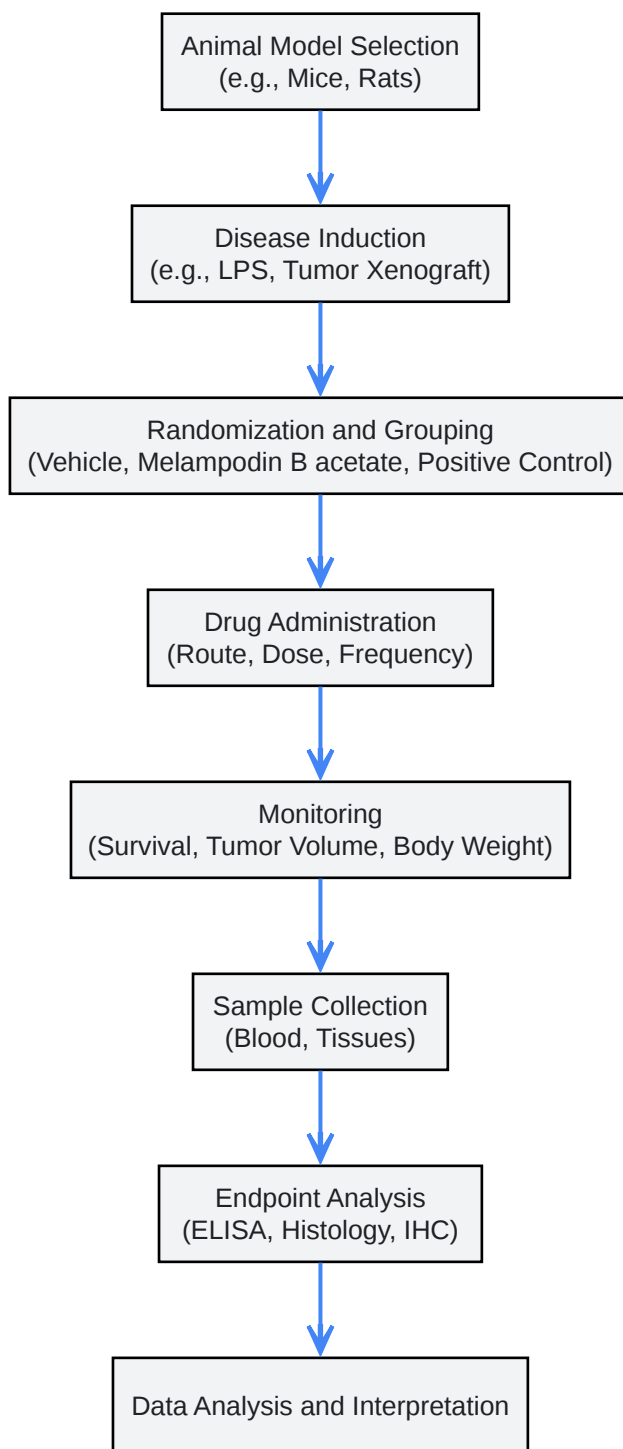 Animal Model Selection
(e.g., Mice, Rats)
Disease Induction
(e.g., LPS, Tumor Xenograft)
Randomization and Grouping
(Vehicle, Melampodin B acetate, Positive Control)
Drug Administration
(Route, Dose, Frequency)
Monitoring
(Survival, Tumor Volume, Body Weight)
Sample Collection
(Blood, Tissues)
Endpoint Analysis
(ELISA, Histology, IHC)
Data Analysis and Interpretation